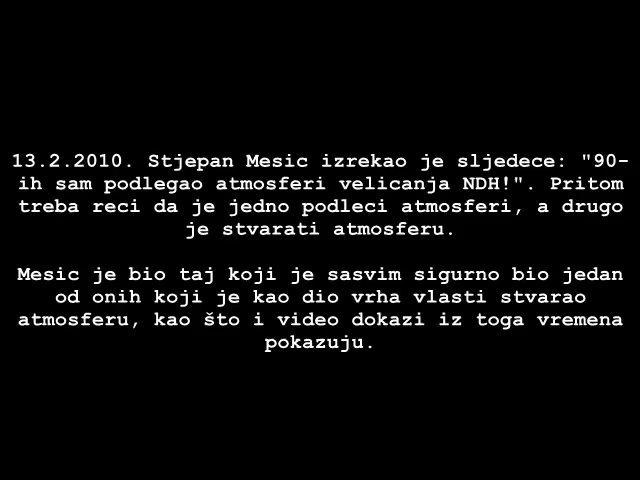 13.2.2010. Stjepan Mesic izrekao je sljedece: "90-
ih sam podlegao atmosferi velicanja NDH!". Pritom
treba reci da je jedno podleci atmosferi, a drugo
je stvarati atmosferu.
Mesic je bio taj koji je sasvim sigurno bio jedan
od onih koji je kao dio vrha vlasti stvarao
atmosferu, kao što i video dokazi iz toga vremena
pokazuju.